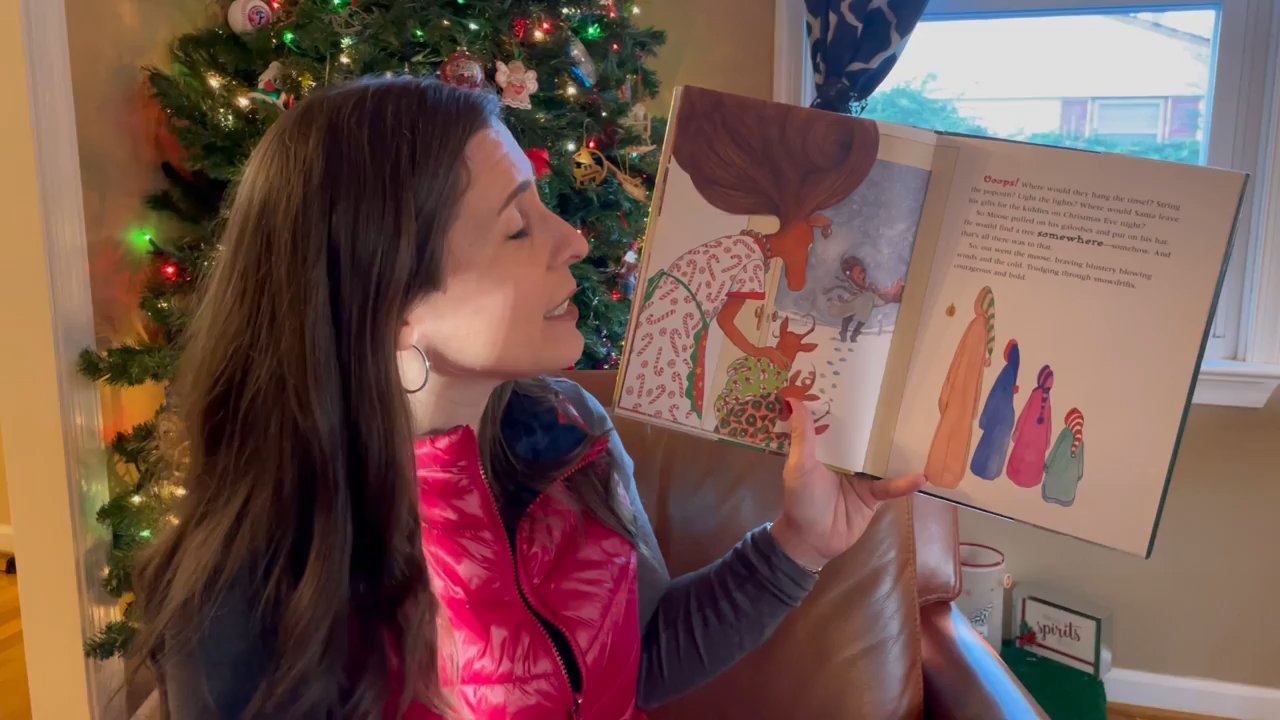 Ooops! Where would they hang the tinsel? String
the popcorn? Light the lights? Where would Santa leave
his gifts for the kiddies on Christmas Eve night?
So Moose pulled on his galoshes and put on his hat.
He would find a tree somewhere—somehow. And
that's all there was to that.
So, out went the moose, braving blustery blowing
winds and the cold. Trudging through snowdrifts,
courageous and bold.
spirits